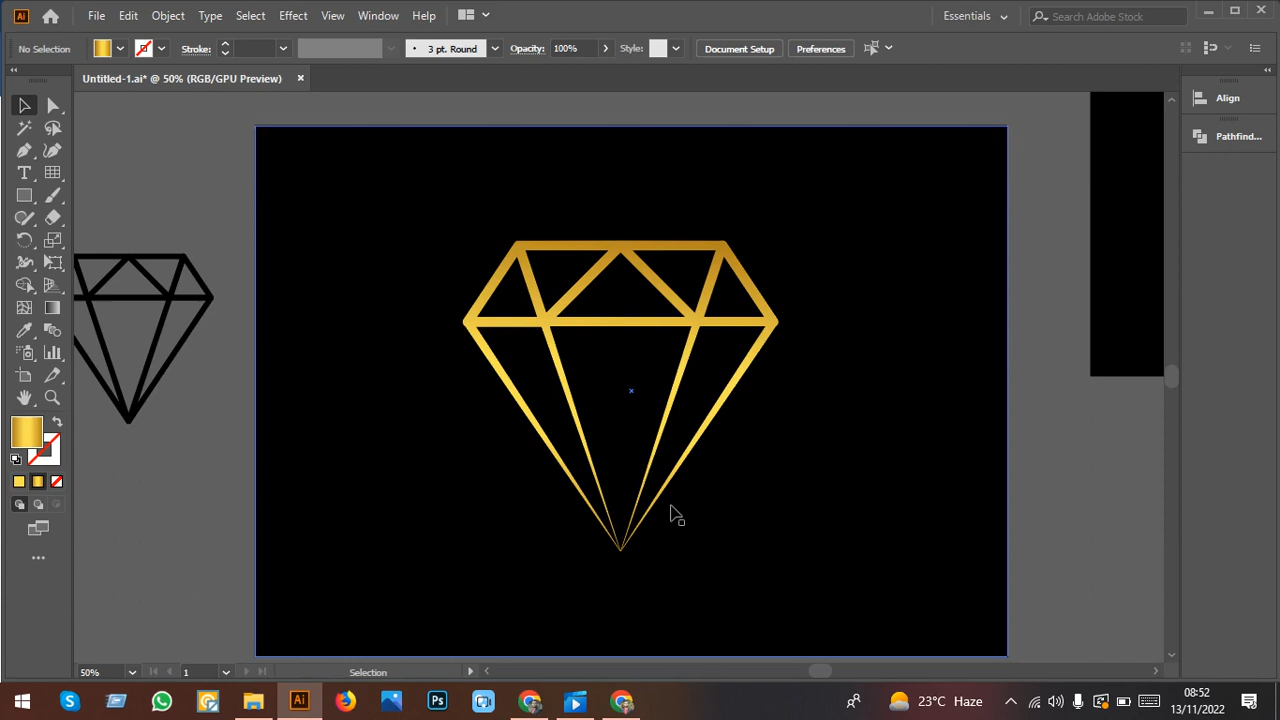 Ai File Edit Object Type Select Effect View Window Help Essentials Search Adobe Stock
No Selection Stroke: 3 pt. Round Opacity: 100% Style: Document Setup Preferences
Untitled-1.ai* @ 50% (RGB/GPU Preview)
Align
Pathfind...
T
50% 1 Selection
Ai Ps 23°C Haze 08:52
13/11/2022